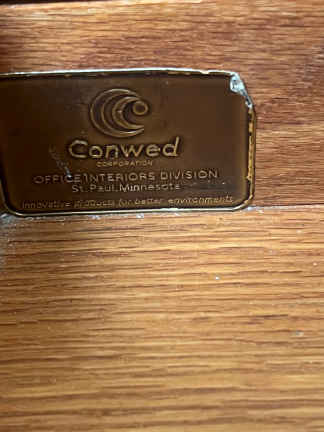 Conwed
CORPORATION
OFFICE INTERIORS DIVISION
St. Paul, Minnesota
innovative products for better environments